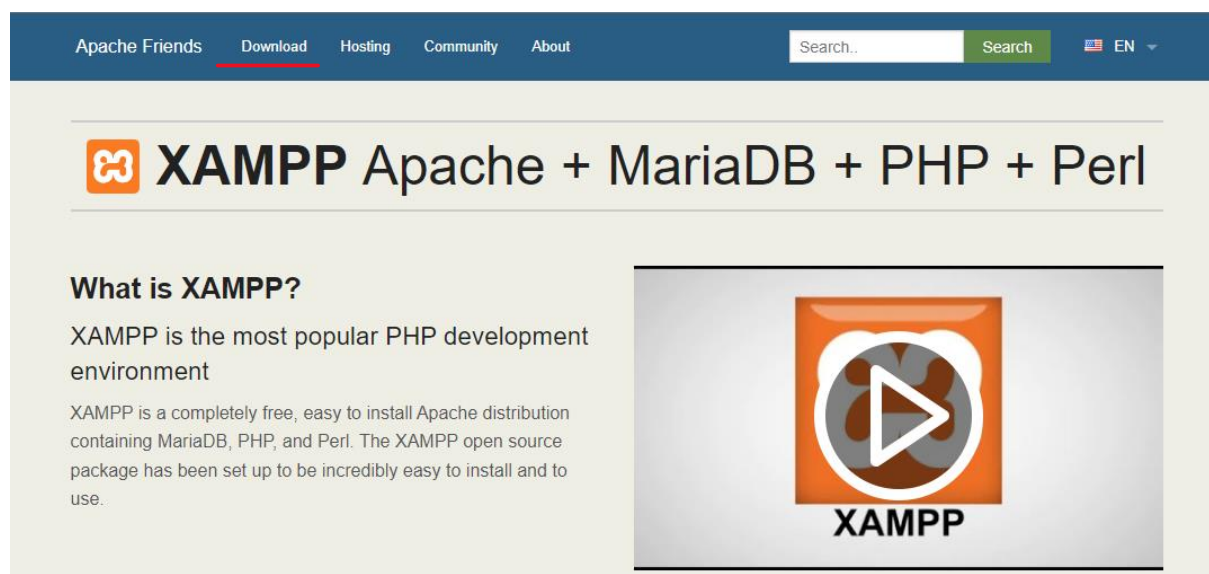 Apache Friends Download Hosting Community About Search.. Search EN
XAMPP Apache + MariaDB + PHP + Perl
What is XAMPP?
XAMPP is the most popular PHP development
environment
XAMPP is a completely free, easy to install Apache distribution
containing MariaDB, PHP, and Perl. The XAMPP open source
package has been set up to be incredibly easy to install and to
use.
XAMPP